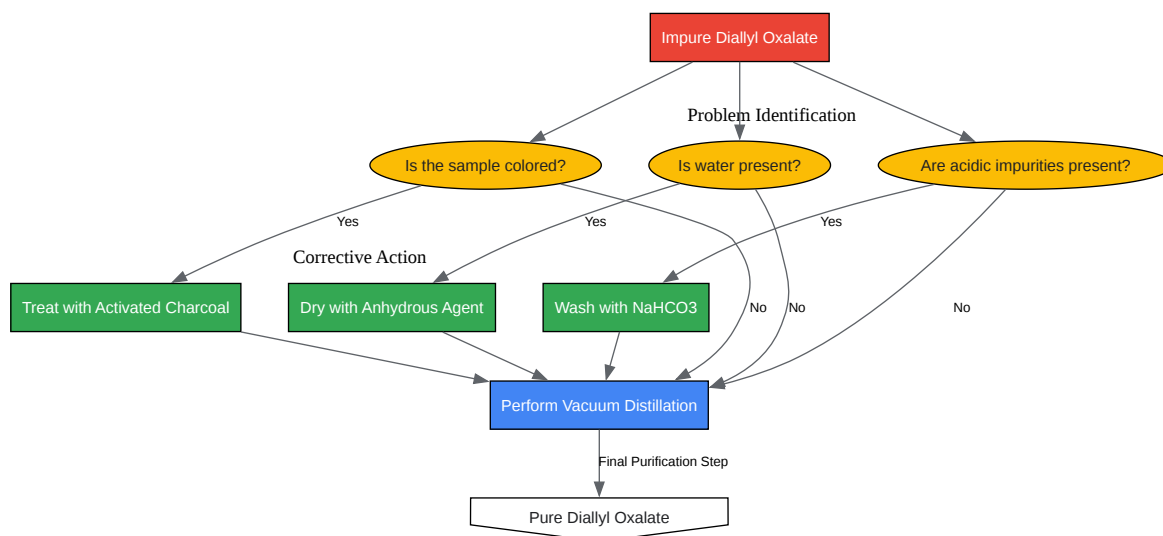 Impure Diallyl Oxalate
Problem Identification
Is the sample colored?
Is water present?
Are acidic impurities present?
Yes
Yes
Yes
Corrective Action
Treat with Activated Charcoal
Dry with Anhydrous Agent
Wash with NaHCO3
No
No
No
Perform Vacuum Distillation
Final Purification Step
Pure Diallyl Oxalate